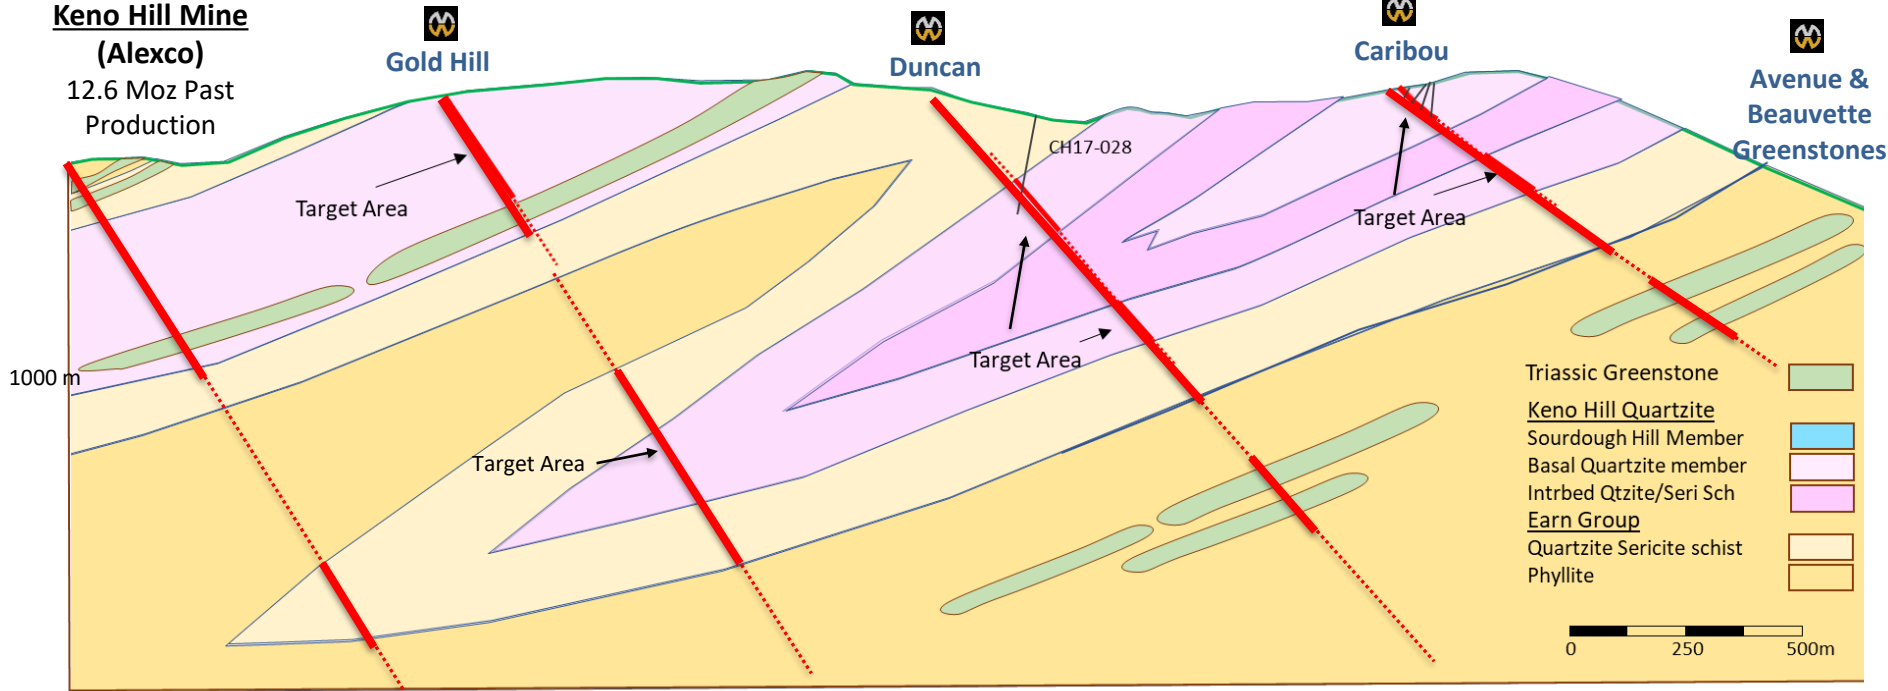 Keno Hill Mine
(Alexco)
12.6 Moz Past
Production
Gold Hill
Duncan
Caribou
Avenue &
Beauvette
Greenstones
CH17-028
Target Area
Target Area
Target Area
Target Area
1000 m
Triassic Greenstone
Keno Hill Quartzite
Sourdough Hill Member
Basal Quartzite member
Intrbed Qtzite/Seri Sch
Earn Group
Quartzite Sericite schist
Phyllite
0 250 500m